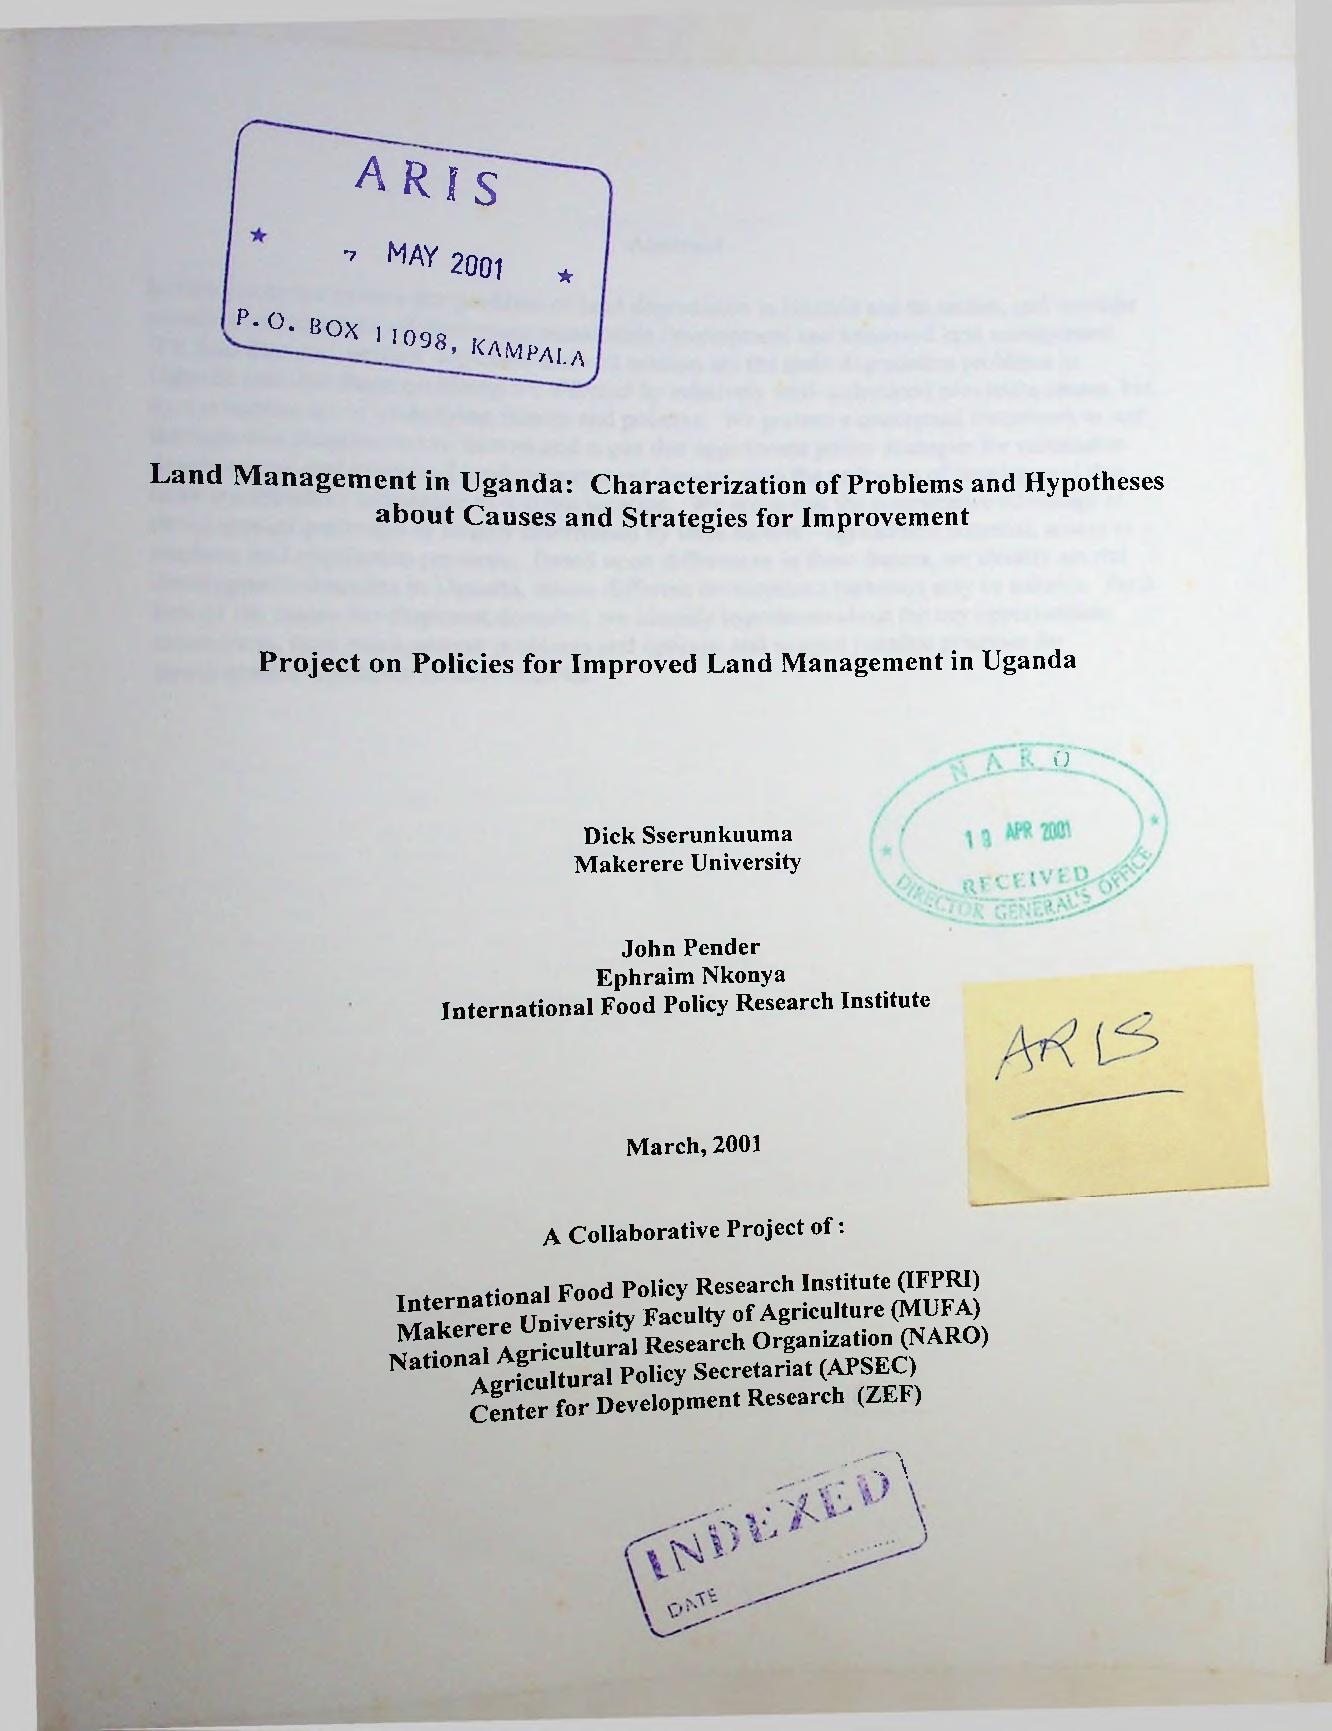 ARIS
7 MAY 2001
P.O. BOX 11098, KAMPALA
Land Management in Uganda: Characterization of Problems and Hypotheses
about Causes and Strategies for Improvement
Project on Policies for Improved Land Management in Uganda
NARO
APR 2001
RECEIVED
DIRECTOR GENERAL'S OFFICE
Dick Sserunkuuma
Makerere University
John Pender
Ephraim Nkonya
International Food Policy Research Institute
ARIS
March, 2001
A Collaborative Project of :
International Food Policy Research Institute (IFPRI)
Makerere University Faculty of Agriculture (MUFA)
National Agricultural Research Organization (NARO)
Agricultural Policy Secretariat (APSEC)
Center for Development Research (ZEF)
INDEXED
DATE